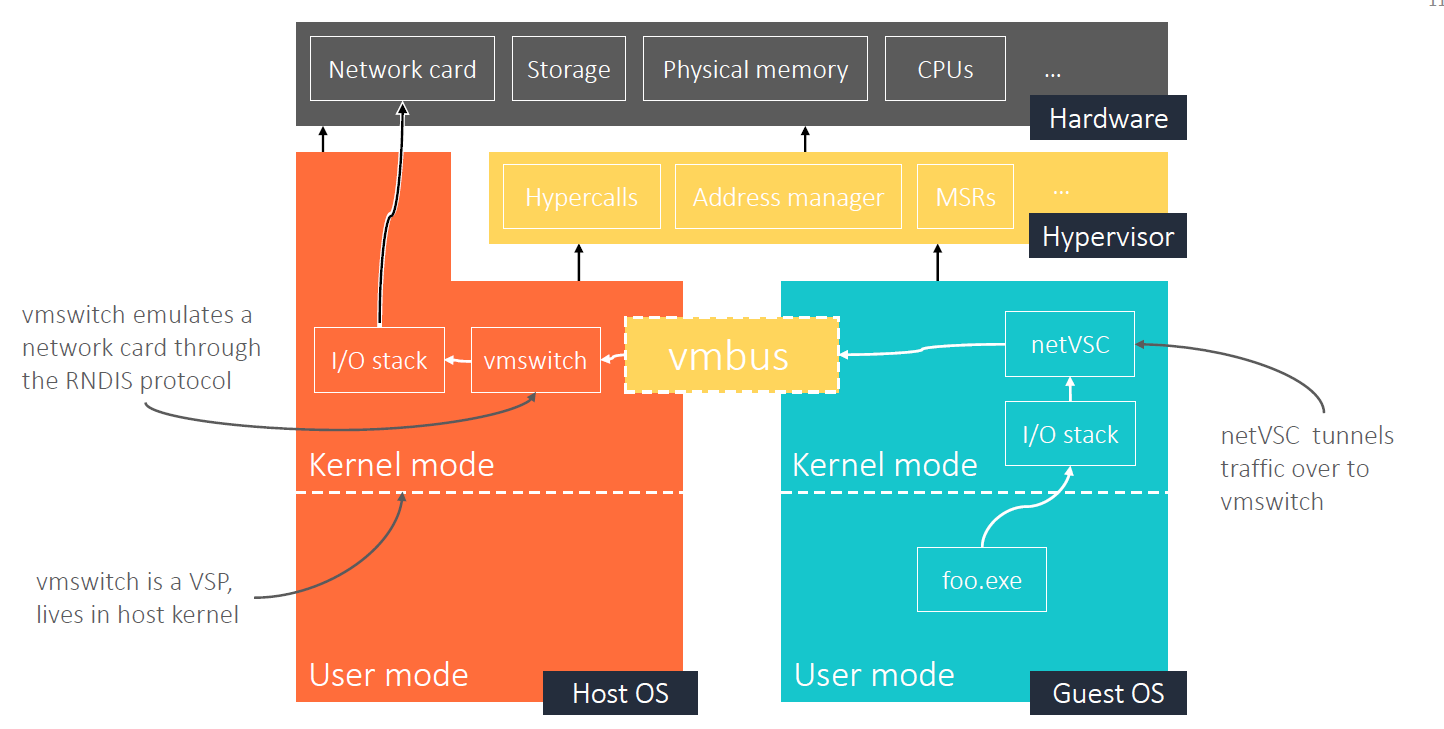 11
Network card
Storage
Physical memory
CPUs
...
Hardware
Hypercalls
Address manager
MSRs
...
Hypervisor
vmswitch emulates a
network card through
the RNDIS protocol
I/O stack
vmswitch
vmbus
netVSC
I/O stack
Kernel mode
Kernel mode
netVSC tunnels
traffic over to
vmswitch
vmswitch is a VSP,
lives in host kernel
foo.exe
User mode
Host OS
User mode
Guest OS